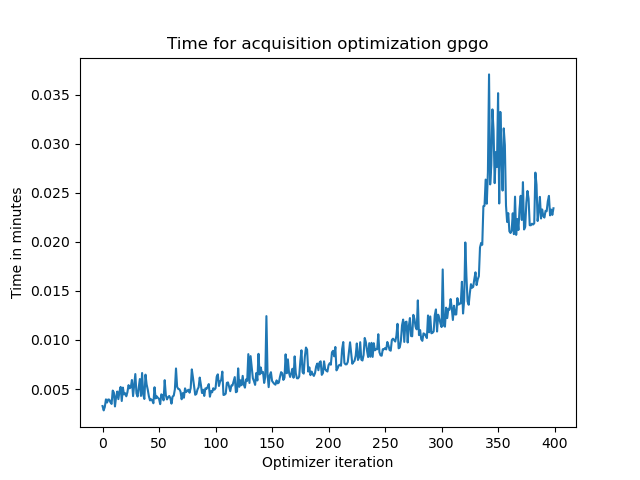 Time for acquisition optimization gpgo
0.035
0.030
0.025
0.020
0.015
0.010
0.005
Time in minutes
0 50 100 150 200 250 300 350 400
Optimizer iteration